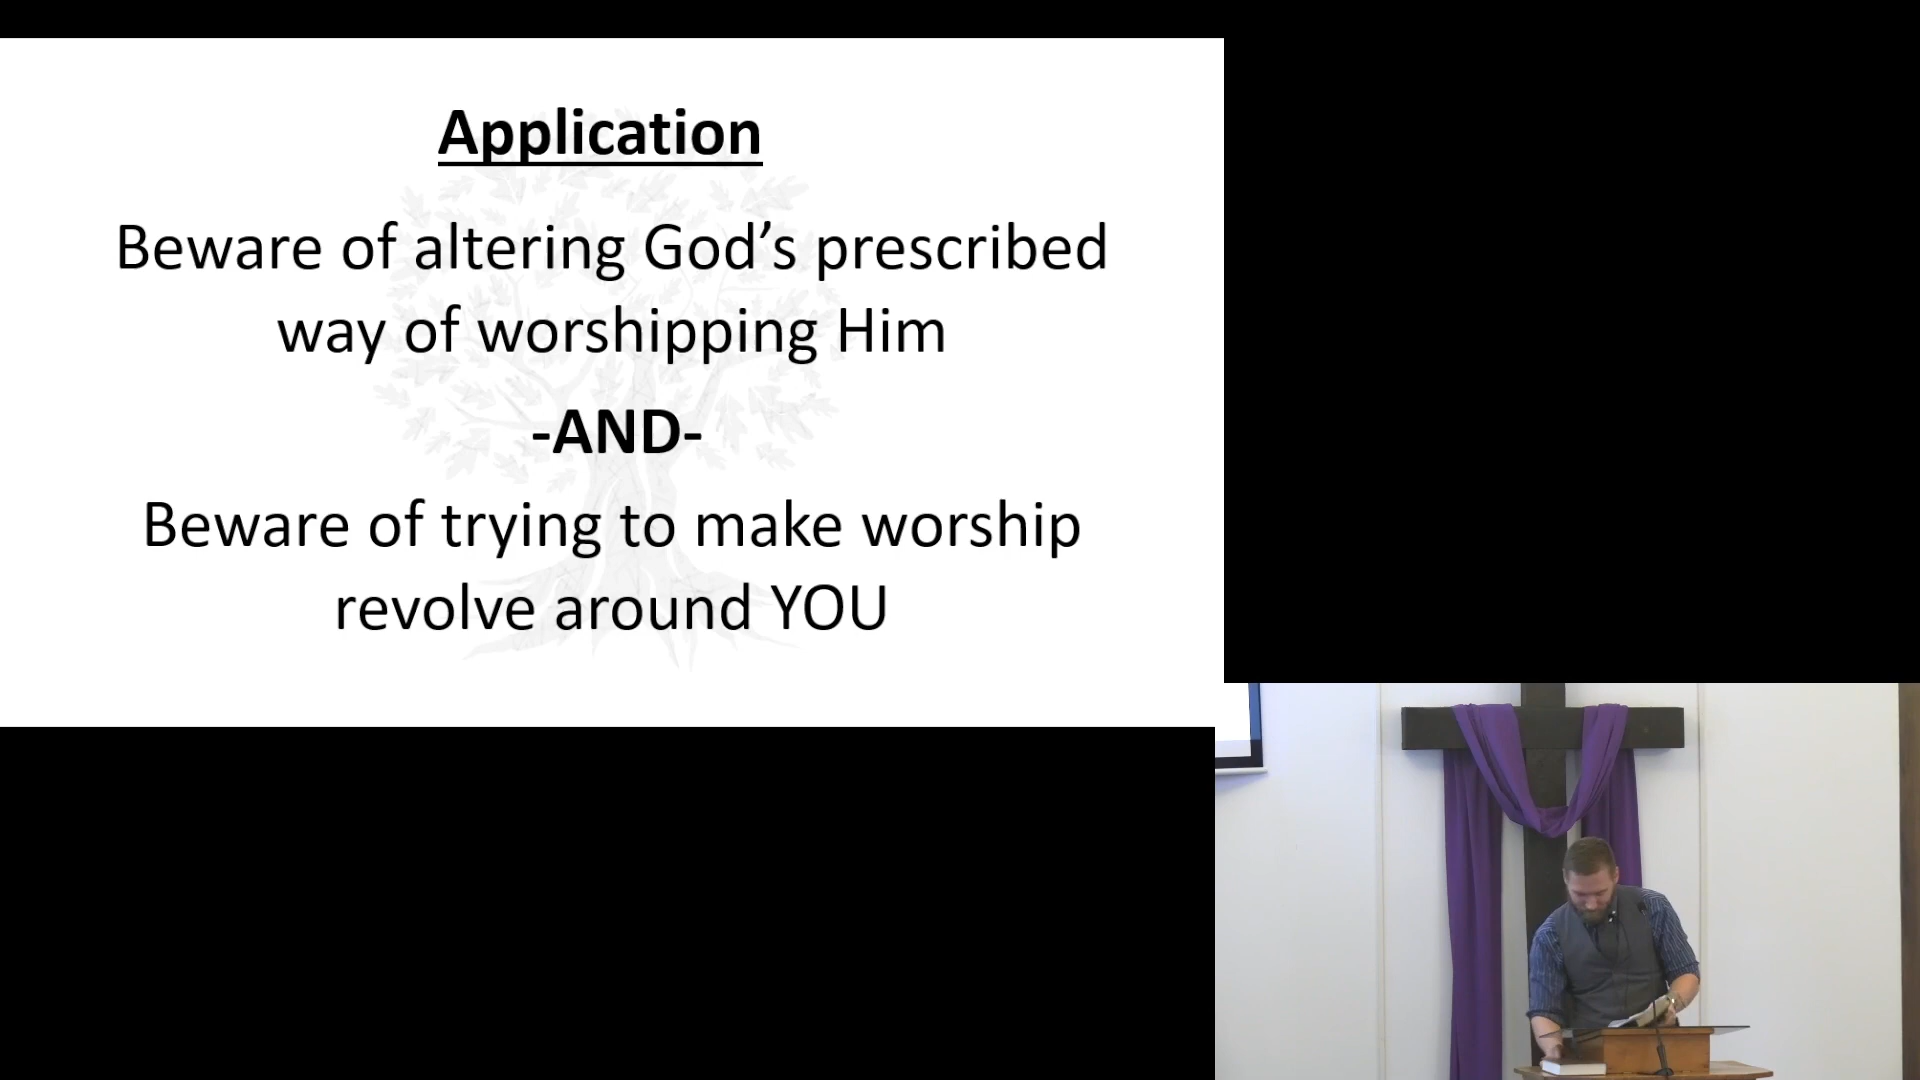 Application
Beware of altering God’s prescribed
way of worshipping Him
-AND-
Beware of trying to make worship
revolve around YOU